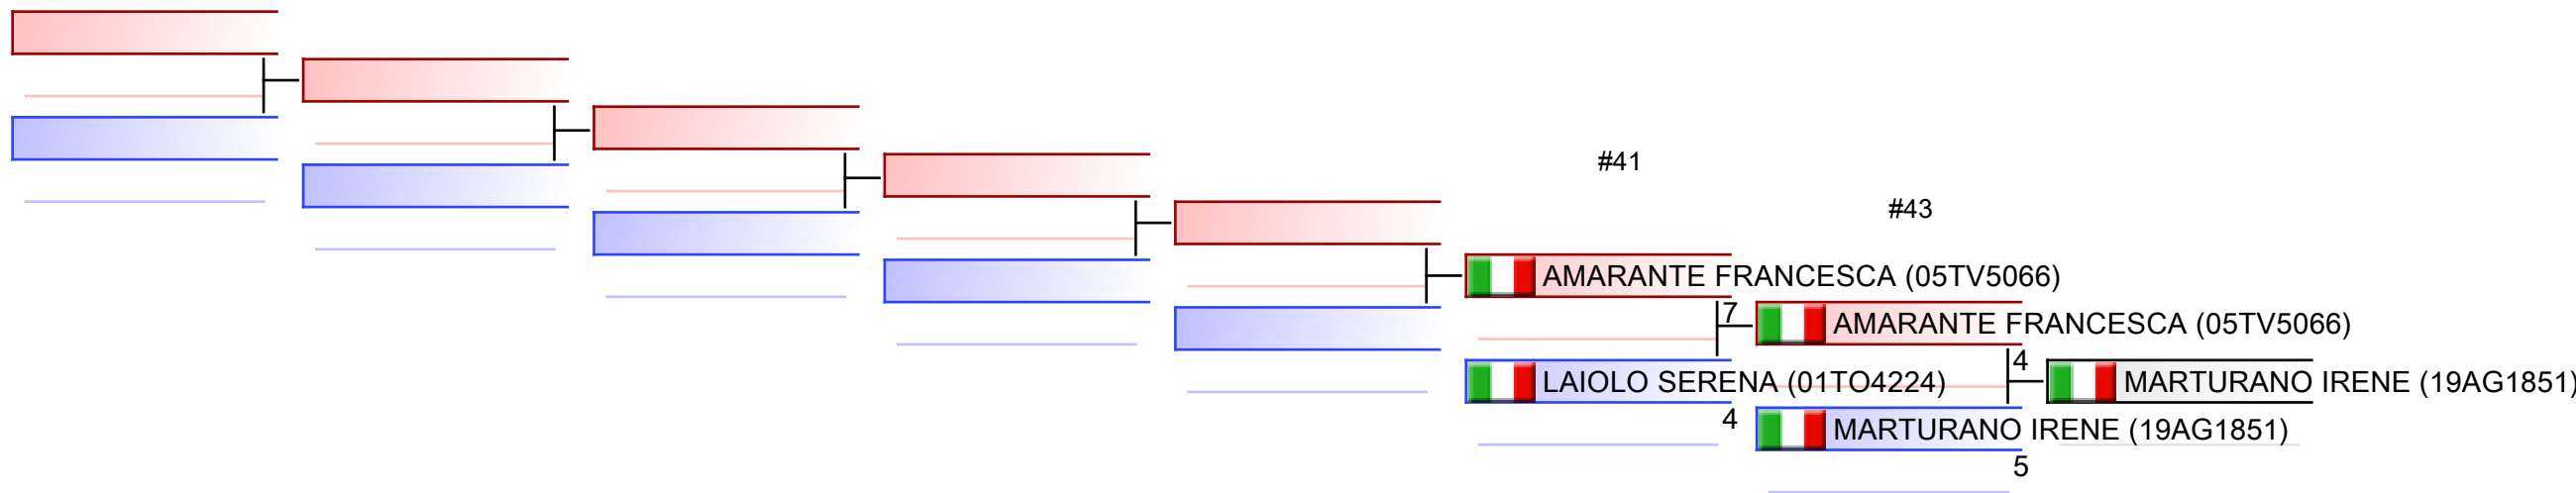 #41
#43
AMARANTE FRANCESCA (05TV5066)
7
AMARANTE FRANCESCA (05TV5066)
4
LAIOLO SERENA (01TO4224)
MARTURANO IRENE (19AG1851)
4
MARTURANO IRENE (19AG1851)
5